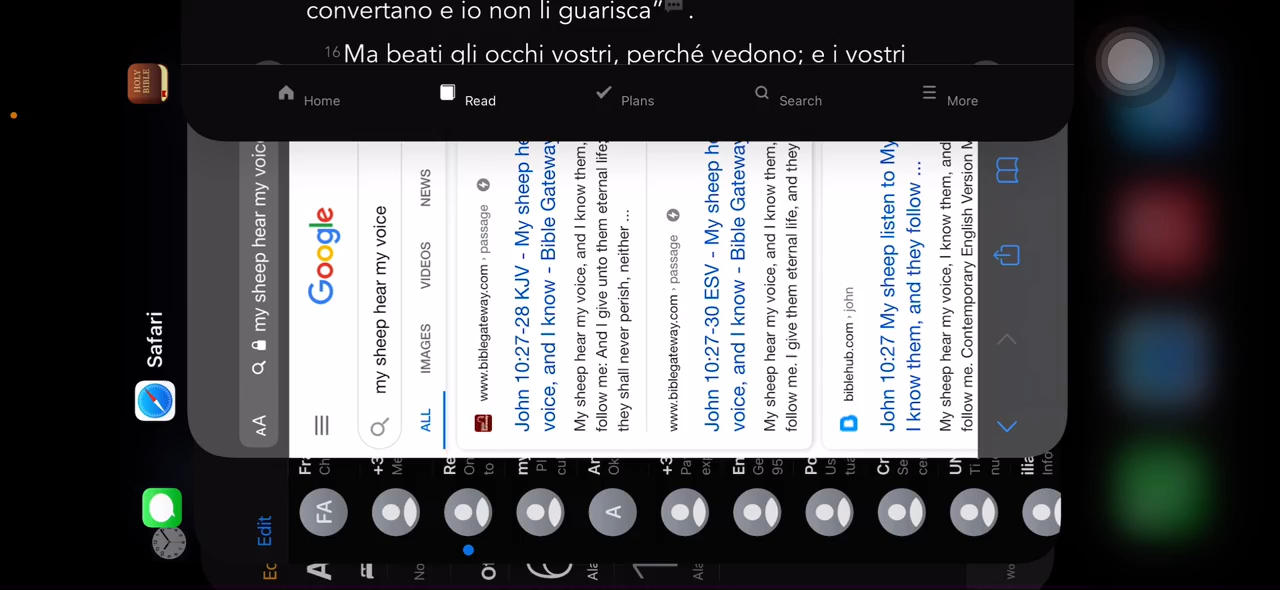 convertano e io non li guarisca” .
16 Ma beati gli occhi vostri, perché vedono; e i vostri
Home
Read
Plans
Search
More
HOLY BIBLE
Safari
AA
my sheep hear my voice
Google
my sheep hear my voice
ALL
IMAGES
VIDEOS
NEWS
www.biblegateway.com › passage
John 10:27-28 KJV - My sheep
voice, and I know - Bible Gateway
My sheep hear my voice, and I know them,
follow me: And I give unto them eternal life;
they shall never perish, neither ...
www.biblegateway.com › passage
John 10:27-30 ESV - My sheep
voice, and I know - Bible Gateway
My sheep hear my voice, and I know them,
follow me. I give them eternal life, and they
biblehub.com › john
John 10:27 My sheep listen to My
I know them, and they follow ...
My sheep hear my voice, I know them, and
follow me. Contemporary English Version
Edit
FA
A